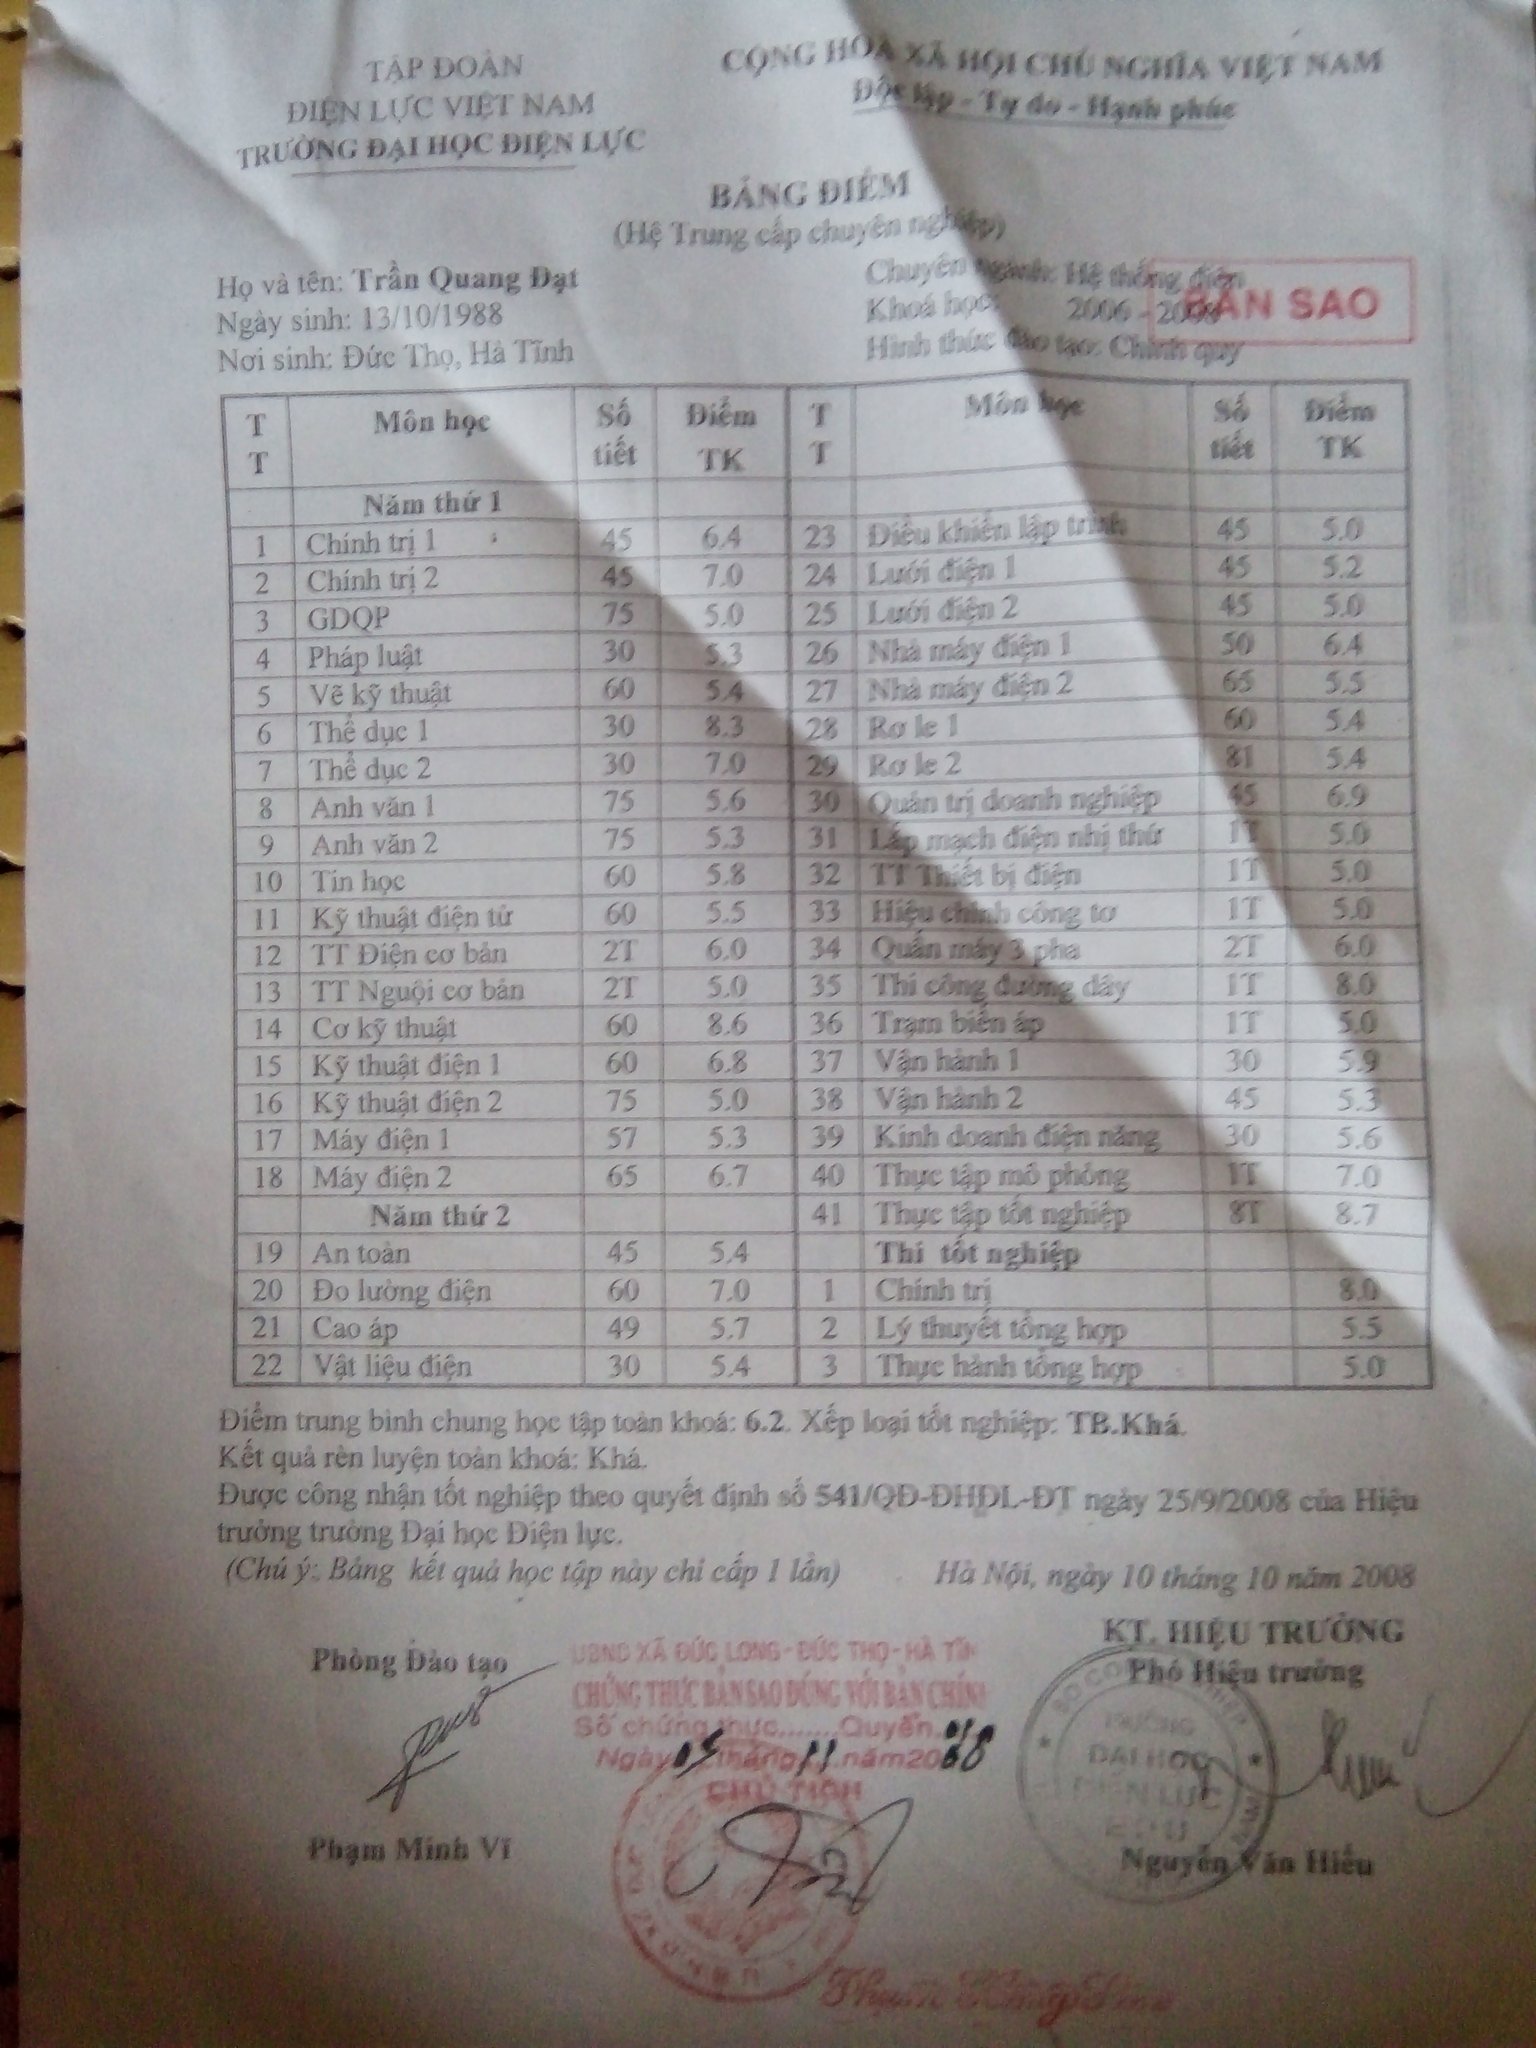 TẬP ĐOÀN
ĐIỆN LỰC VIỆT NAM
TRƯỜNG ĐẠI HỌC ĐIỆN LỰC
CỘNG HÒA XÃ HỘI CHỦ NGHĨA VIỆT NAM
Độc lập - Tự do - Hạnh phúc
BẢNG ĐIỂM
(Hệ Trung cấp chuyên nghiệp)
Họ và tên: Trần Quang Đạt
Ngày sinh: 13/10/1988
Nơi sinh: Đức Thọ, Hà Tĩnh
Chuyên ngành: Hệ thống điện
Khoá học: 2006 - 2008
Hình thức đào tạo: Chính quy
BẢN SAO
TT Môn học Số tiết Điểm TK TT Môn học Số tiết Điểm TK
Năm thứ 1
1 Chính trị 1 45 6.4 23 Điều khiển lập trình 45 5.0
2 Chính trị 2 45 7.0 24 Lưới điện 1 45 5.2
3 GDQP 75 5.0 25 Lưới điện 2 45 5.0
4 Pháp luật 30 5.3 26 Nhà máy điện 1 50 6.4
5 Vẽ kỹ thuật 60 5.4 27 Nhà máy điện 2 65 5.5
6 Thể dục 1 30 8.3 28 Rơ le 1 60 5.4
7 Thể dục 2 30 7.0 29 Rơ le 2 81 5.4
8 Anh văn 1 75 5.6 30 Quản trị doanh nghiệp 45 6.9
9 Anh văn 2 75 5.3 31 Lắp mạch điện nhị thứ 1T 5.0
10 Tin học 60 5.8 32 TT Thiết bị điện 1T 5.0
11 Kỹ thuật điện tử 60 5.5 33 Hiệu chỉnh công tơ 1T 5.0
12 TT Điện cơ bản 2T 6.0 34 Quấn máy 3 pha 2T 6.0
13 TT Nguội cơ bản 2T 5.0 35 Thi công đường dây 1T 8.0
14 Cơ kỹ thuật 60 8.6 36 Trạm biến áp 1T 5.0
15 Kỹ thuật điện 1 60 6.8 37 Vận hành 1 30 5.9
16 Kỹ thuật điện 2 75 5.0 38 Vận hành 2 45 5.3
17 Máy điện 1 57 5.3 39 Kinh doanh điện năng 30 5.6
18 Máy điện 2 65 6.7 40 Thực tập mô phỏng 1T 7.0
Năm thứ 2 41 Thực tập tốt nghiệp 8T 8.7
19 An toàn 45 5.4 Thi tốt nghiệp
20 Đo lường điện 60 7.0 1 Chính trị 8.0
21 Cao áp 49 5.7 2 Lý thuyết tổng hợp 5.5
22 Vật liệu điện 30 5.4 3 Thực hành tổng hợp 5.0
Điểm trung bình chung học tập toàn khoá: 6.2. Xếp loại tốt nghiệp: TB.Khá.
Kết quả rèn luyện toàn khoá: Khá.
Được công nhận tốt nghiệp theo quyết định số 541/QĐ-ĐHĐL-ĐT ngày 25/9/2008 của Hiệu
trưởng trường Đại học Điện lực.
(Chú ý: Bảng kết quả học tập này chỉ cấp 1 lần)
Hà Nội, ngày 10 tháng 10 năm 2008
Phòng Đào tạo
KT. HIỆU TRƯỞNG
Phó Hiệu trưởng
UBND XÃ ĐỨC LONG - ĐỨC THỌ - HÀ TĨNH
CHỨNG THỰC BẢN SAO ĐÚNG VỚI BẢN CHÍNH
Số chứng thực.......Quyển
Ngày 05 tháng 11 năm 2008
CHỦ TỊCH
TRƯỜNG
ĐẠI HỌC
ĐIỆN LỰC
Phạm Minh Vĩ
Nguyễn Văn Hiếu